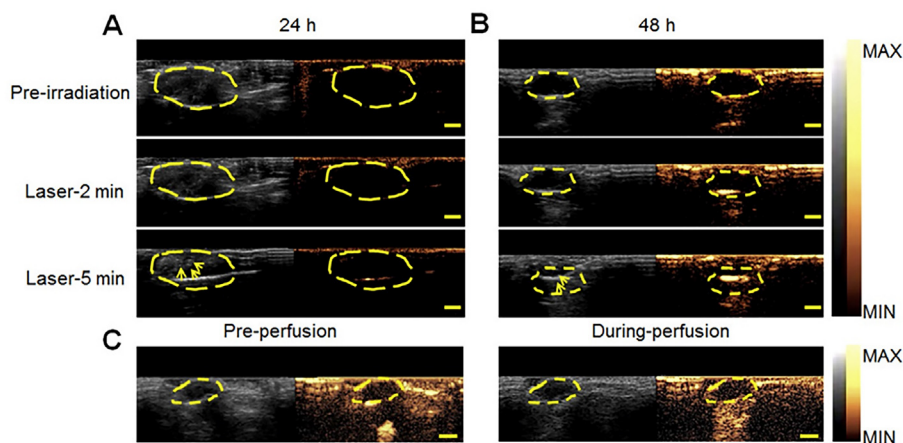 A 24 h B 48 h
MAX
Pre-irradiation
Laser-2 min
Laser-5 min
MIN
C Pre-perfusion During-perfusion
MAX
MIN